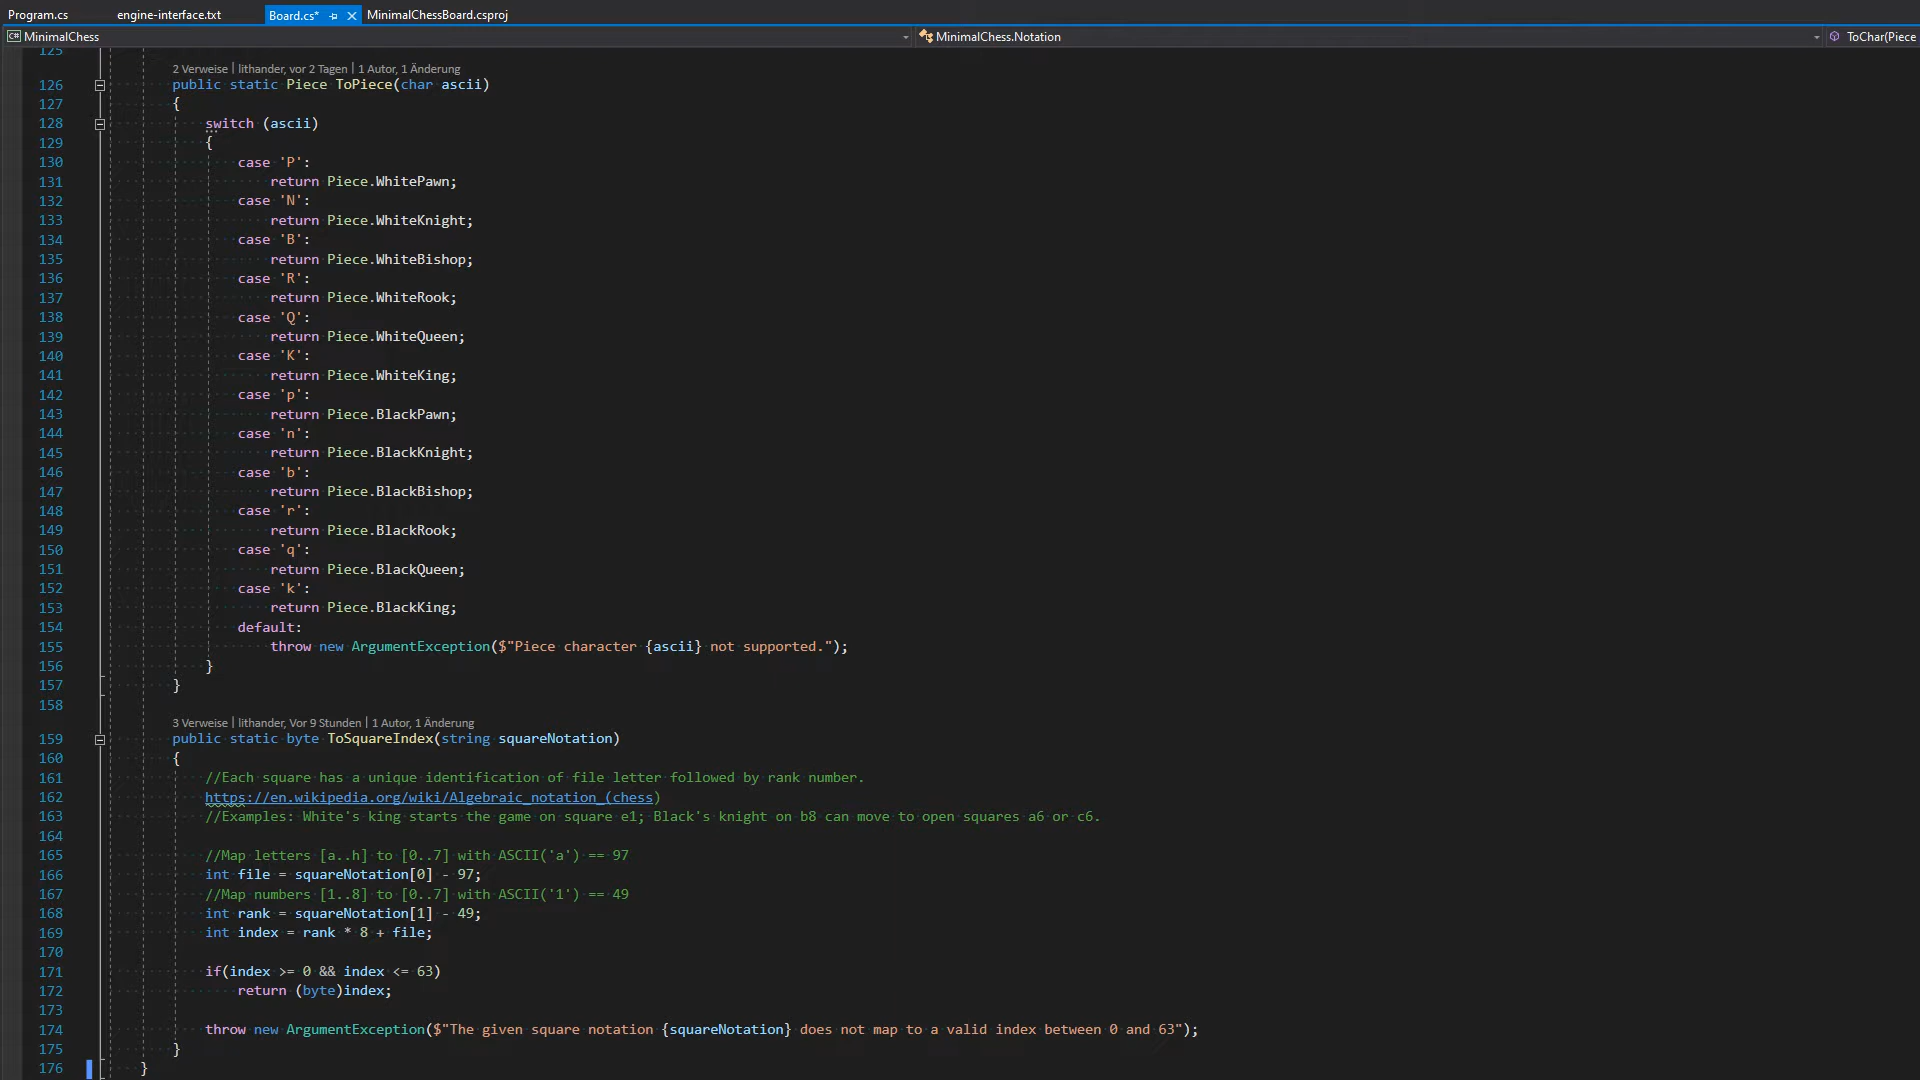 Program.cs engine-interface.txt Board.cs* MinimalChessBoard.csproj
C# MinimalChess MinimalChess.Notation ToChar(Piece
125
2 Verweise | lithander, vor 2 Tagen | 1 Autor, 1 Änderung
126 public static Piece ToPiece(char ascii)
127 {
128 switch (ascii)
129 {
130 case 'P':
131 return Piece.WhitePawn;
132 case 'N':
133 return Piece.WhiteKnight;
134 case 'B':
135 return Piece.WhiteBishop;
136 case 'R':
137 return Piece.WhiteRook;
138 case 'Q':
139 return Piece.WhiteQueen;
140 case 'K':
141 return Piece.WhiteKing;
142 case 'p':
143 return Piece.BlackPawn;
144 case 'n':
145 return Piece.BlackKnight;
146 case 'b':
147 return Piece.BlackBishop;
148 case 'r':
149 return Piece.BlackRook;
150 case 'q':
151 return Piece.BlackQueen;
152 case 'k':
153 return Piece.BlackKing;
154 default:
155 throw new ArgumentException($"Piece character {ascii} not supported.");
156 }
157 }
158
3 Verweise | lithander, Vor 9 Stunden | 1 Autor, 1 Änderung
159 public static byte ToSquareIndex(string squareNotation)
160 {
161 //Each square has a unique identification of file letter followed by rank number.
162 https://en.wikipedia.org/wiki/Algebraic_notation_(chess)
163 //Examples: White's king starts the game on square e1; Black's knight on b8 can move to open squares a6 or c6.
164
165 //Map letters [a..h] to [0..7] with ASCII('a') == 97
166 int file = squareNotation[0] - 97;
167 //Map numbers [1..8] to [0..7] with ASCII('1') == 49
168 int rank = squareNotation[1] - 49;
169 int index = rank * 8 + file;
170
171 if(index >= 0 && index <= 63)
172 return (byte)index;
173
174 throw new ArgumentException($"The given square notation {squareNotation} does not map to a valid index between 0 and 63");
175 }
176 }